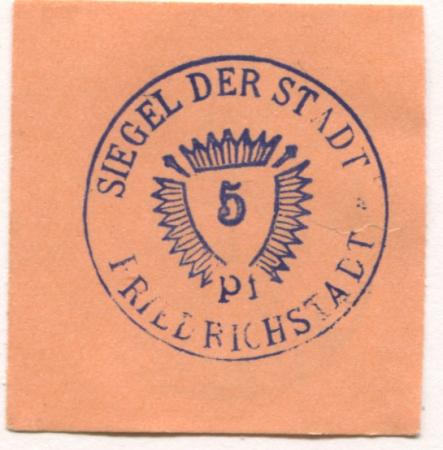 SIEGEL DER STADT
5
Pf
FRIEDRICHSTADT